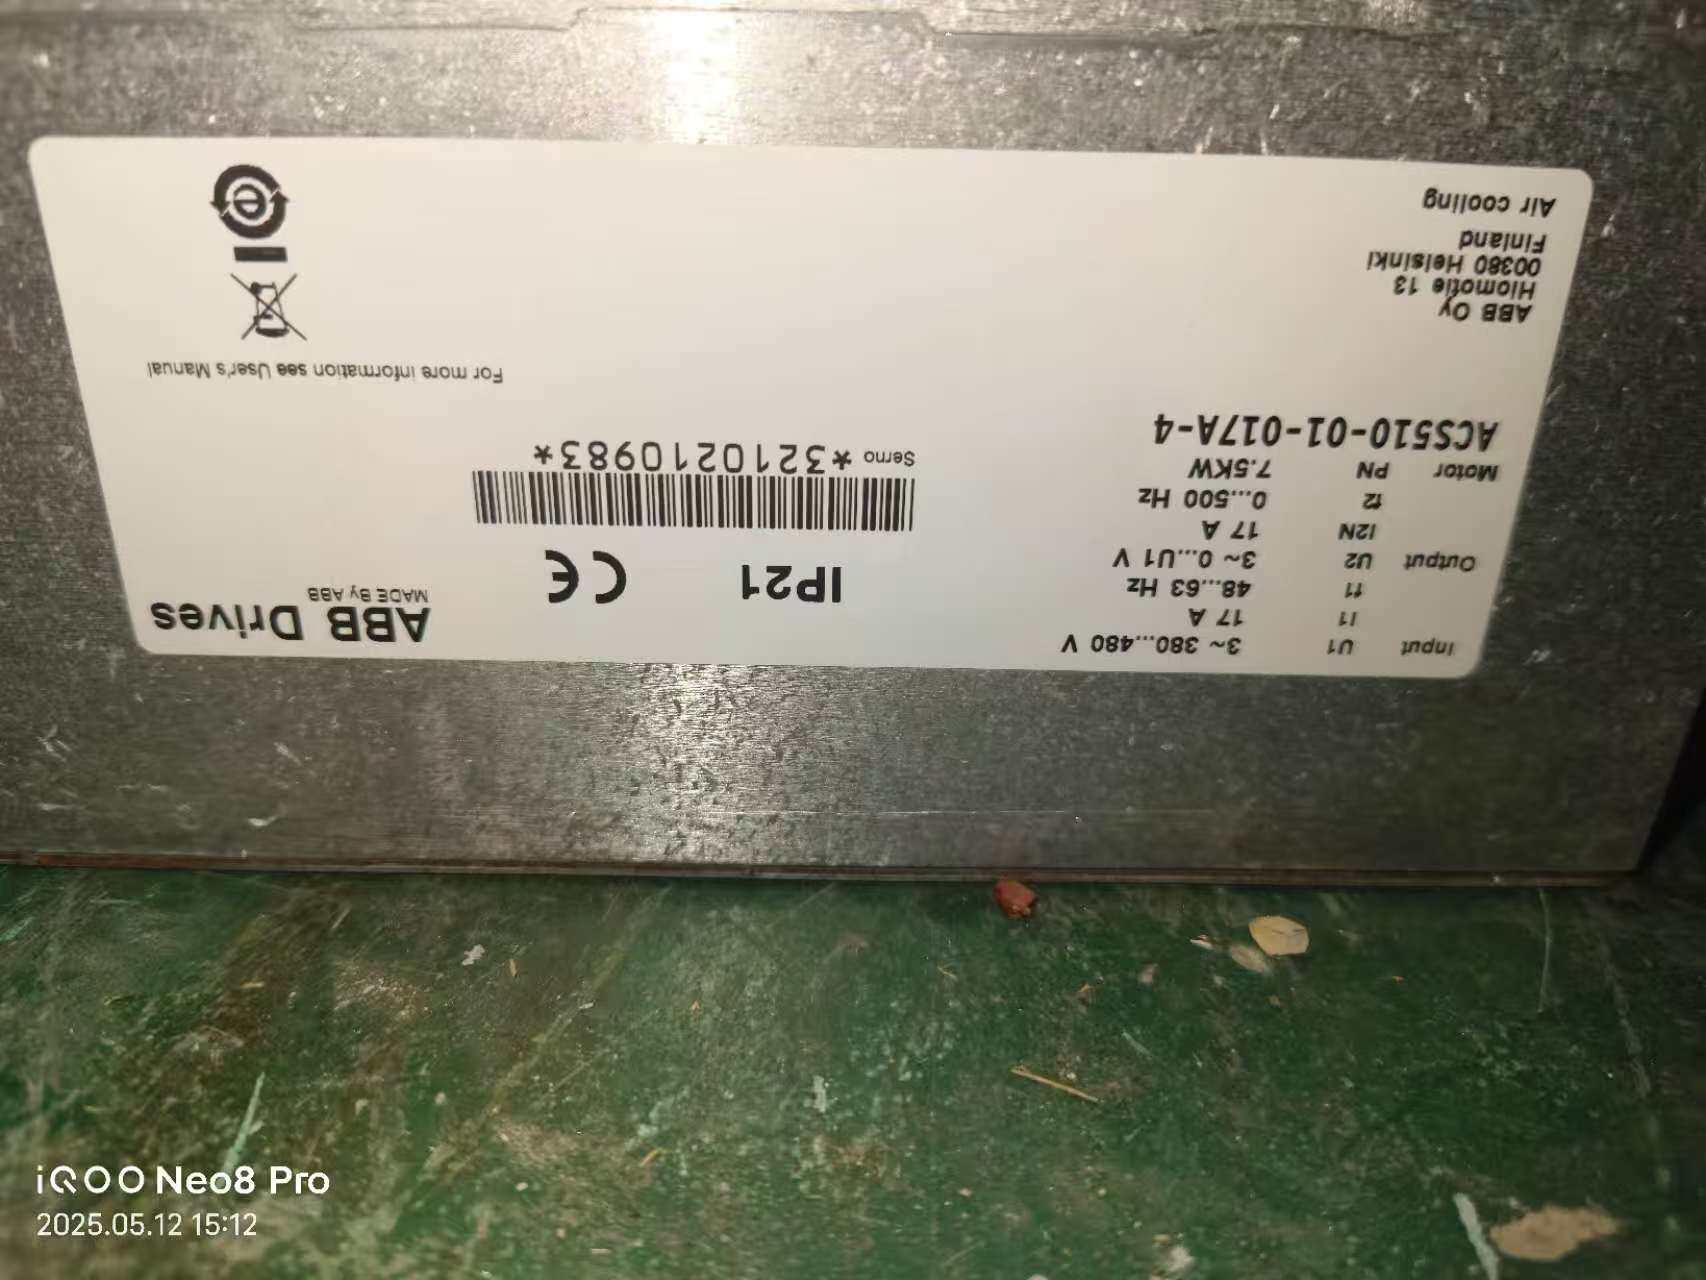 Input U1 3~ 380...480 V
I1 17 A
f1 48...63 Hz
Output U2 3~ 0...U1 V
I2N 17 A
f2 0...500 Hz
Motor PN 7.5KW
ACS510-01-017A-4
ABB Drives
MADE By ABB
IP21 CE
Serno *3210210983*
For more information see User's Manual
ABB Oy
Hiomotie 13
00380 Helsinki
Finland
Air cooling
e
iQOO Neo8 Pro
2025.05.12 15:12